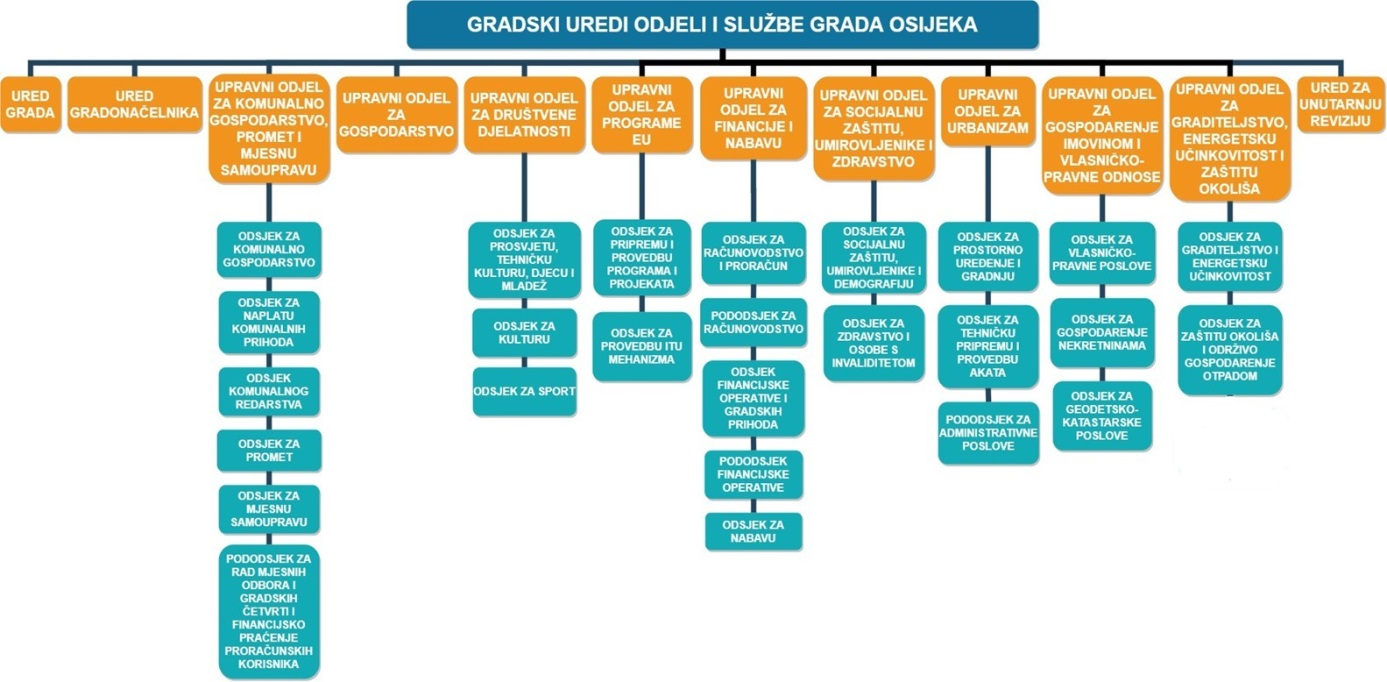 GRADSKI UREDI ODJELI I SLUŽBE GRADA OSIJEKA
URED
GRADA
URED
GRADONAČELNIKA
UPRAVNI ODJEL
ZA KOMUNALNO
GOSPODARSTVO,
PROMET I
MJESNU
SAMOUPRAVU
UPRAVNI ODJEL
ZA
GOSPODARSTVO
UPRAVNI ODJEL
ZA DRUŠTVENE
DJELATNOSTI
UPRAVNI
ODJEL ZA
PROGRAME
EU
UPRAVNI
ODJEL ZA
FINANCIJE I
NABAVU
UPRAVNI ODJEL
ZA SOCIJALNU
ZAŠTITU,
UMIROVLJENIKE I
ZDRAVSTVO
UPRAVNI
ODJEL ZA
URBANIZAM
UPRAVNI ODJEL
ZA
GOSPODARENJE
IMOVINOM I
VLASNIČKO-
PRAVNE ODNOSE
UPRAVNI ODJEL
ZA
GRADITELJSTVO,
ENERGETSKU
UČINKOVITOST I
ZAŠTITU
OKOLIŠA
URED ZA
UNUTARNJU
REVIZIJU
ODSJEK ZA
KOMUNALNO
GOSPODARSTVO
ODSJEK ZA
NAPLATU
KOMUNALNIH
PRIHODA
ODSJEK
KOMUNALNOG
REDARSTVA
ODSJEK ZA
PROMET
ODSJEK ZA
MJESNU
SAMOUPRAVU
PODODSJEK ZA
RAD MJESNIH
ODBORA I
GRADSKIH
ČETVRTI I
FINANCIJSKO
PRAČENJE
PRORAČUNSKIH
KORISNIKA
ODSJEK ZA
PROSVJETU,
TEHNIČKU
KULTURU, DJECU I
MLADEŽ
ODSJEK ZA
KULTURU
ODSJEK ZA SPORT
ODSJEK ZA
PRIPREMU I
PROVEDBU
PROGRAMA I
PROJEKATA
ODSJEK ZA
PROVEDBU ITU
MEHANIZMA
ODSJEK ZA
RAČUNOVODSTVO
I PRORAČUN
PODODSJEK ZA
RAČUNOVODSTVO
ODSJEK
FINANCIJSKE
OPERATIVE I
GRADSKIH
PRIHODA
PODODSJEK
FINANCIJSKE
OPERATIVE
ODSJEK ZA
NABAVU
ODSJEK ZA
SOCIJALNU
ZAŠTITU,
UMIROVLJENIKE I
DEMOGRAFIJU
ODSJEK ZA
ZDRAVSTVO I
OSOBE S
INVALIDITETOM
ODSJEK ZA
PROSTORNO
UREĐENJE I
GRADNJU
ODSJEK ZA
TEHNIČKU
PRIPREMU I
PROVEDBU
AKATA
PODODSJEK ZA
ADMINISTRATIVNE
POSLOVE
ODSJEK ZA
VLASNIČKO-
PRAVNE POSLOVE
ODSJEK ZA
GOSPODARENJE
NEKRETNINAMA
ODSJEK ZA
GEODETSKO-
KATASTARSKE
POSLOVE
ODSJEK ZA
GRADITELJSTVO I
ENERGETSKU
UČINKOVITOST
ODSJEK ZA
ZAŠTITU OKOLIŠA
I ODRŽIVO
GOSPODARENJE
OTPADOM